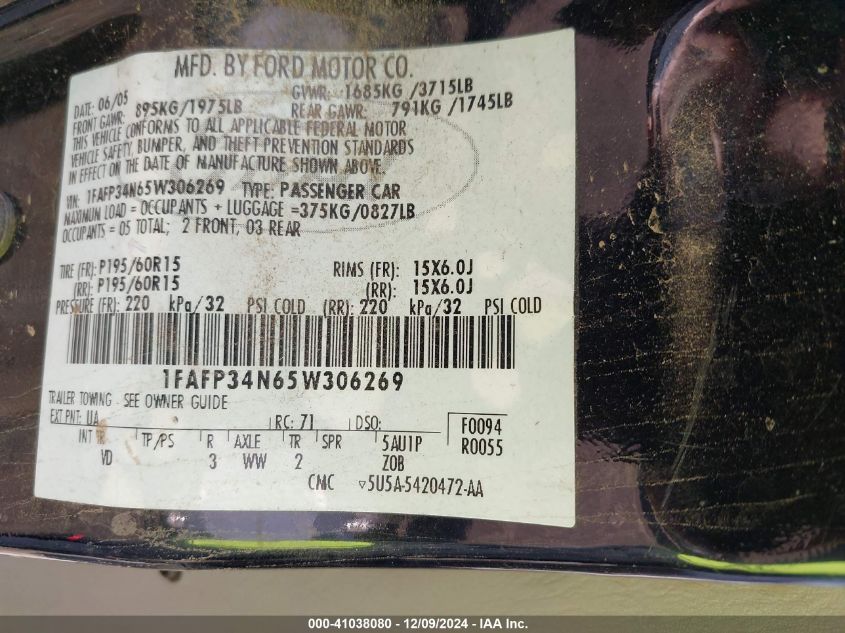 MFD. BY FORD MOTOR CO.
DATE: 06/05 GVWR: 1685KG /3715LB
FRONT GAWR: 895KG/1975LB REAR GAWR: 791KG /1745LB
THIS VEHICLE CONFORMS TO ALL APPLICABLE FEDERAL MOTOR
VEHICLE SAFETY, BUMPER, AND THEFT PREVENTION STANDARDS
IN EFFECT ON THE DATE OF MANUFACTURE SHOWN ABOVE.
VIN: 1FAFP34N65W306269 TYPE: PASSENGER CAR
MAXIMUM LOAD = OCCUPANTS + LUGGAGE =375KG/0827LB
OCCUPANTS = 05 TOTAL; 2 FRONT, 03 REAR
TIRE (FR): P195/60R15 RIMS (FR): 15X6.0J
(RR): P195/60R15 (RR): 15X6.0J
PRESSURE (FR): 220 kPa/32 PSI COLD (RR): 220 kPa/32 PSI COLD
1FAFP34N65W306269
TRAILER TOWING - SEE OWNER GUIDE
EXT PNT: UA RC: 71 DSO: F0094
INT TR TP/PS R AXLE TR SPR 5AU1P R0055
VD 3 WW 2 ZOB
CMC ▿5U5A-5420472-AA
000-41038080 - 12/09/2024 - IAA Inc.